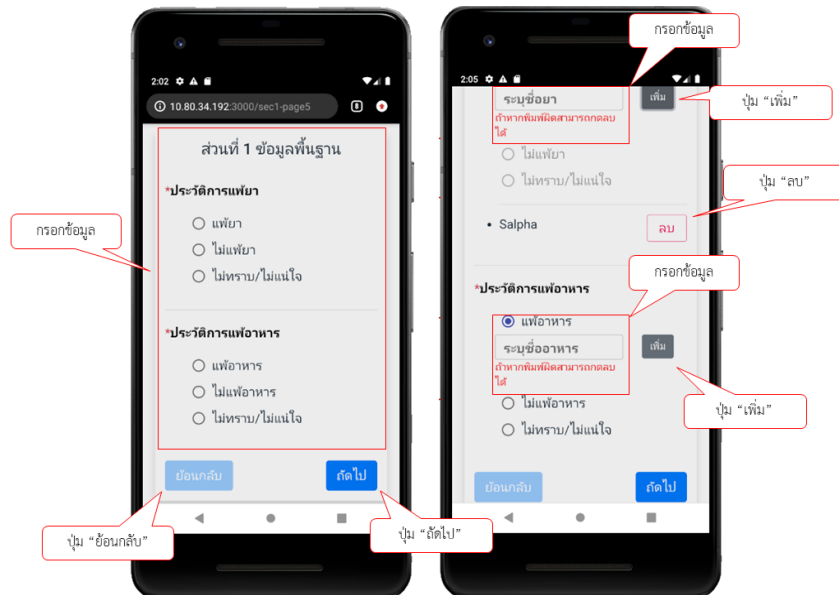 กรอกข้อมูล
2:02
10.80.34.192:3000/sec1-page5
8
ส่วนที่ 1 ข้อมูลพื้นฐาน
*ประวัติการแพ้ยา
แพ้ยา
ไม่แพ้ยา
ไม่ทราบ/ไม่แน่ใจ
*ประวัติการแพ้อาหาร
แพ้อาหาร
ไม่แพ้อาหาร
ไม่ทราบ/ไม่แน่ใจ
ย้อนกลับ
ถัดไป
ปุ่ม “ย้อนกลับ”
ปุ่ม “ถัดไป”
กรอกข้อมูล
2:05
ระบุชื่อยา
เพิ่ม
ปุ่ม “เพิ่ม”
ถ้าหากพิมพ์ผิดสามารถกดลบ
ได้
ไม่แพ้ยา
ไม่ทราบ/ไม่แน่ใจ
ปุ่ม “ลบ”
• Salpha
ลบ
กรอกข้อมูล
*ประวัติการแพ้อาหาร
แพ้อาหาร
ระบุชื่ออาหาร
เพิ่ม
ถ้าหากพิมพ์ผิดสามารถกดลบ
ได้
ไม่แพ้อาหาร
ปุ่ม “เพิ่ม”
ไม่ทราบ/ไม่แน่ใจ
ย้อนกลับ
ถัดไป